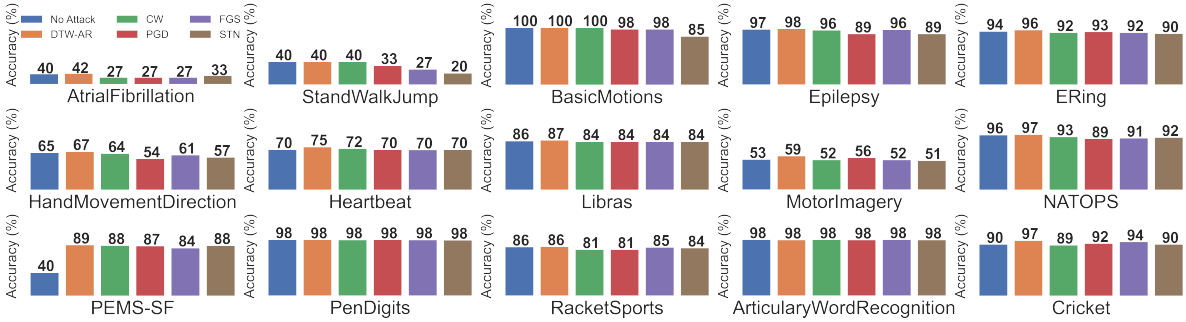 No Attack
CW
FGS
DTW-AR
PGD
STN
Accuracy (%)
40 42 27 27 27 33
AtrialFibrillation
Accuracy (%)
40 40 40 33 27 20
StandWalkJump
Accuracy (%)
100 100 100 98 98 85
BasicMotions
Accuracy (%)
97 98 96 89 96 89
Epilepsy
Accuracy (%)
94 96 92 93 92 90
ERing
Accuracy (%)
65 67 64 54 61 57
HandMovementDirection
Accuracy (%)
70 75 72 70 70 70
Heartbeat
Accuracy (%)
86 87 84 84 84 84
Libras
Accuracy (%)
53 59 52 56 52 51
MotorImagery
Accuracy (%)
96 97 93 89 91 92
NATOPS
Accuracy (%)
40 89 88 87 84 88
PEMS-SF
Accuracy (%)
98 98 98 98 98 98
PenDigits
Accuracy (%)
86 86 81 81 85 84
RacketSports
Accuracy (%)
98 98 98 98 98 98
ArticularyWordRecognition
Accuracy (%)
90 97 89 92 94 90
Cricket